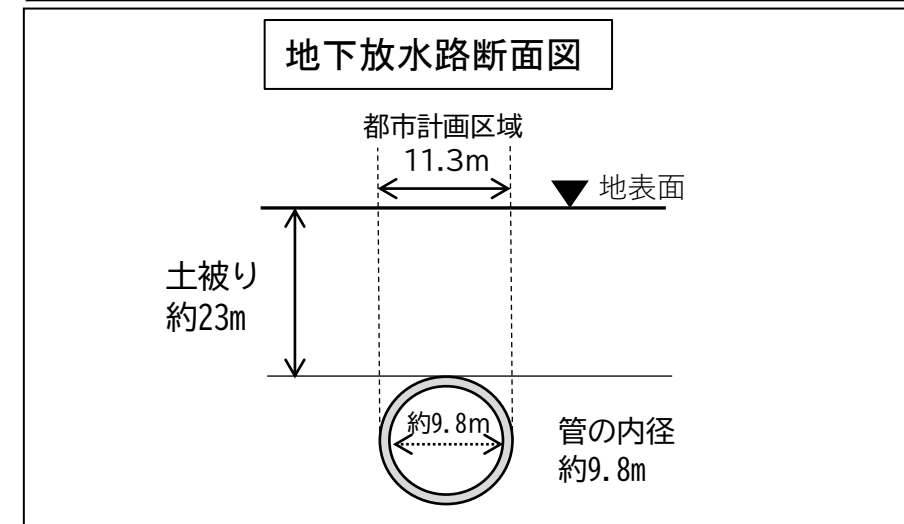 地下放水路断面図
都市計画区域
11.3m
地表面
土被り
約23m
約9.8m
管の内径
約9.8m